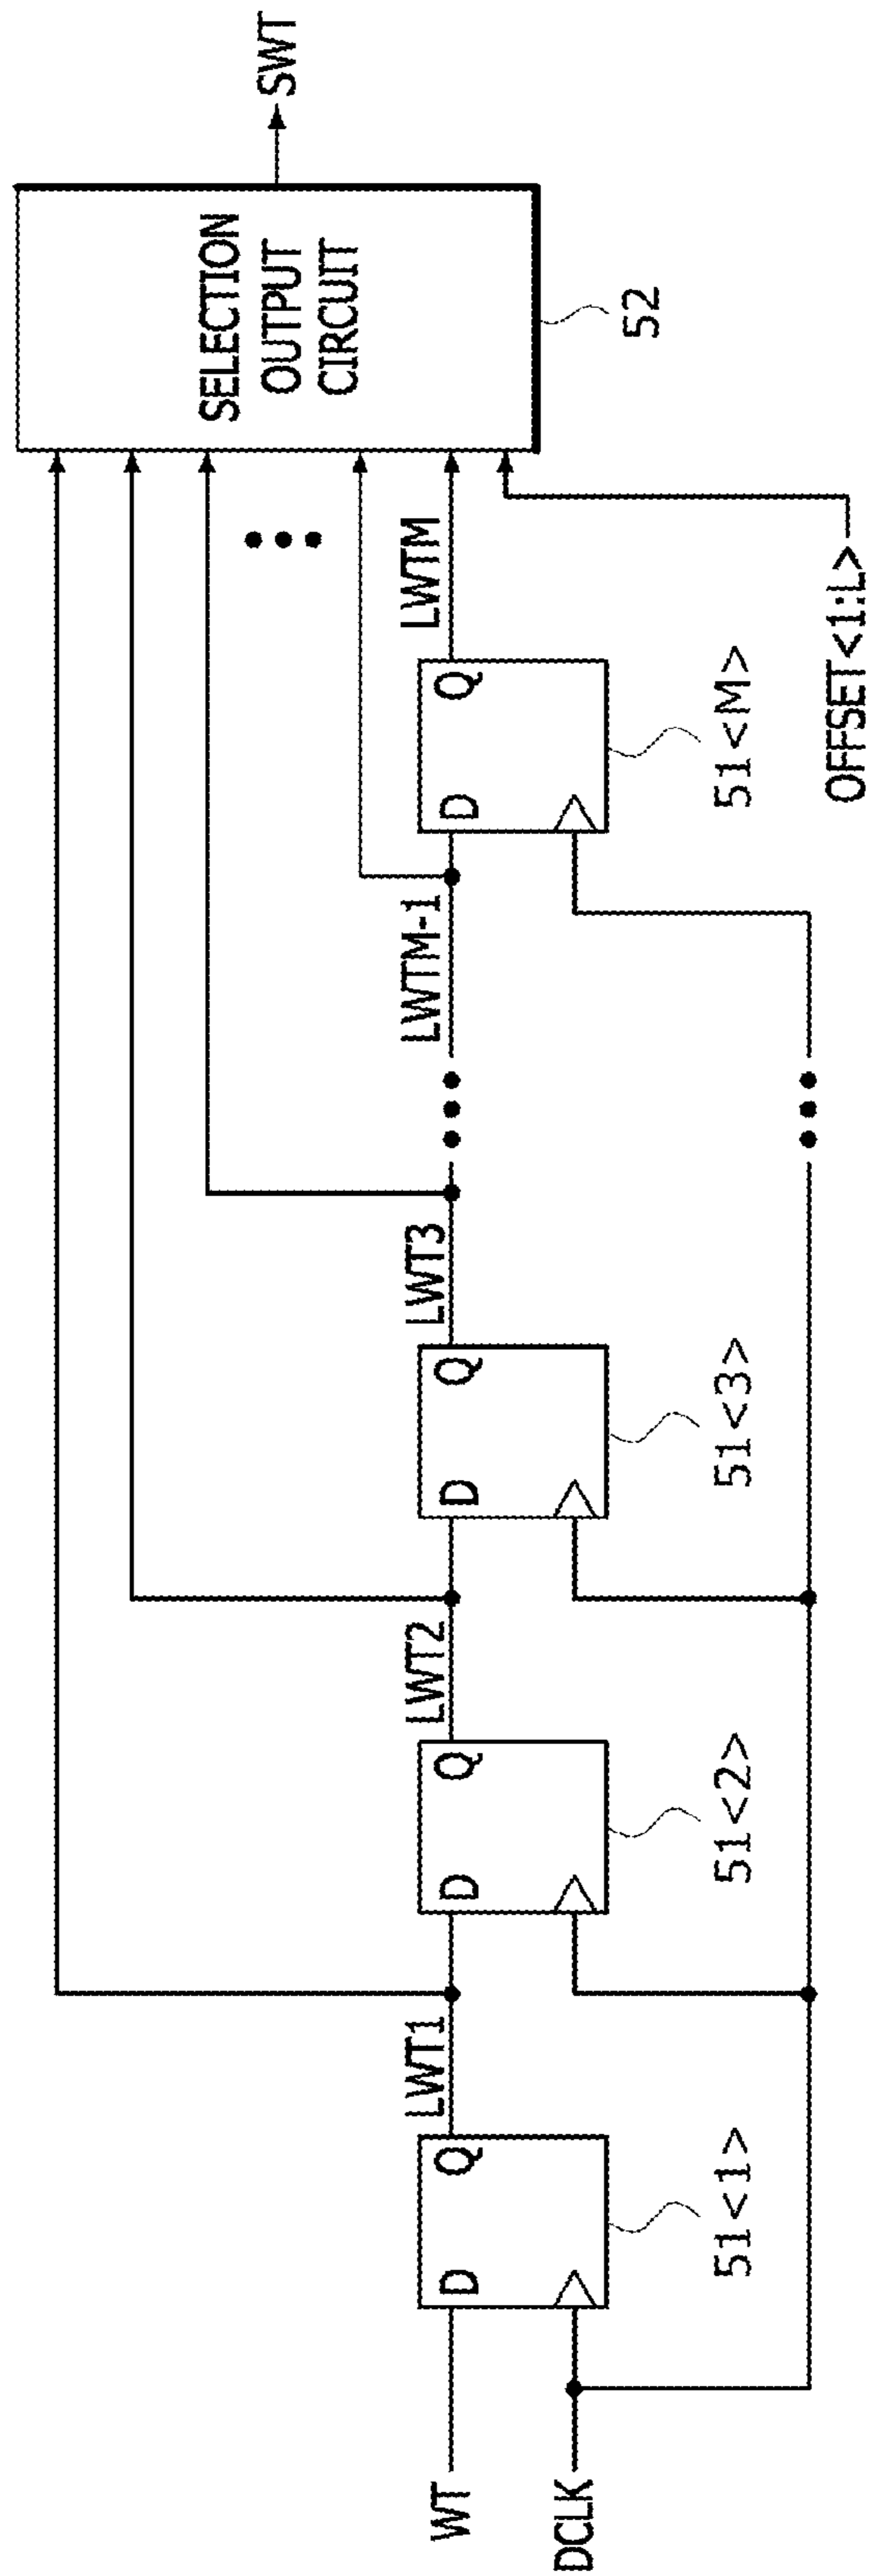 WT
DCLK
D
Q
51<1>
LWT1
D
Q
51<2>
LWT2
D
Q
51<3>
LWT3
LWTM-1
D
Q
51<M>
LWTM
OFFSET<1:L>
SELECTION
OUTPUT
CIRCUIT
52
SWT